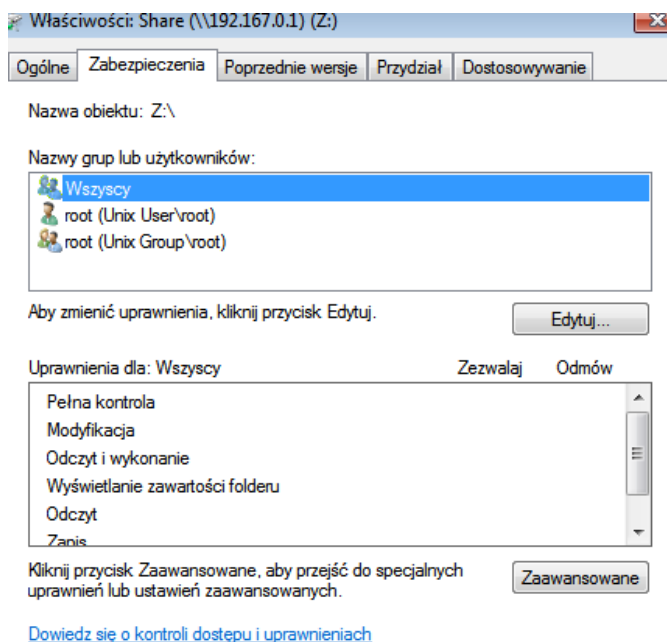 Właściwości: Share (\\192.167.0.1) (Z:)
Ogólne Zabezpieczenia Poprzednie wersje Przydział Dostosowywanie
Nazwa obiektu: Z:\
Nazwy grup lub użytkowników:
Wszyscy
root (Unix User\root)
root (Unix Group\root)
Aby zmienić uprawnienia, kliknij przycisk Edytuj.
Edytuj...
Uprawnienia dla: Wszyscy Zezwalaj Odmów
Pełna kontrola
Modyfikacja
Odczyt i wykonanie
Wyświetlanie zawartości folderu
Odczyt
Zapis
Kliknij przycisk Zaawansowane, aby przejść do specjalnych
uprawnień lub ustawień zaawansowanych.
Zaawansowane
Dowiedz się o kontroli dostępu i uprawnieniach